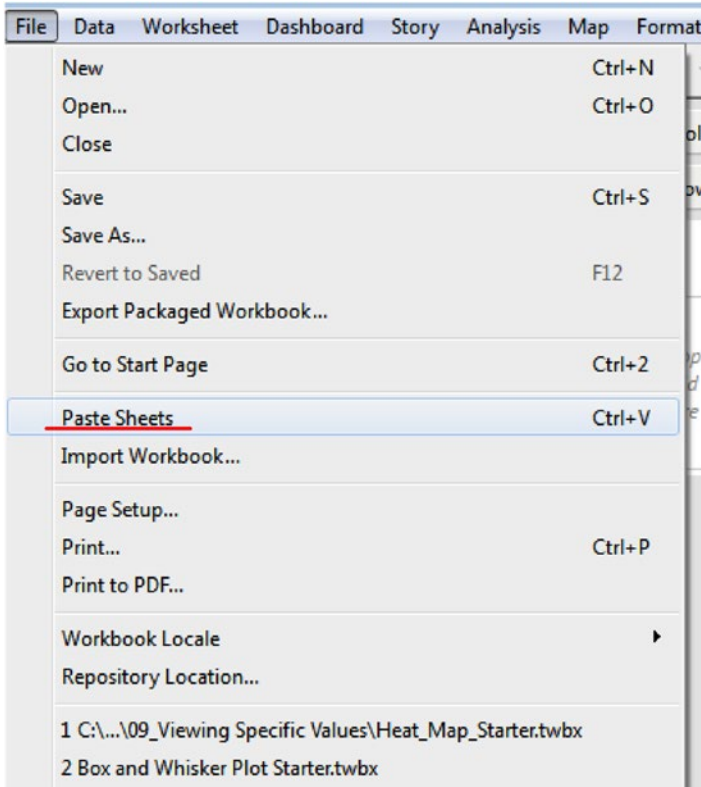 File Data Worksheet Dashboard Story Analysis Map Format
New Ctrl+N
Open... Ctrl+O
Close
Save Ctrl+S
Save As...
Revert to Saved F12
Export Packaged Workbook...
Go to Start Page Ctrl+2
Paste Sheets Ctrl+V
Import Workbook...
Page Setup...
Print... Ctrl+P
Print to PDF...
Workbook Locale
Repository Location...
1 C:\...\09_Viewing Specific Values\Heat_Map_Starter.twbx
2 Box and Whisker Plot Starter.twbx